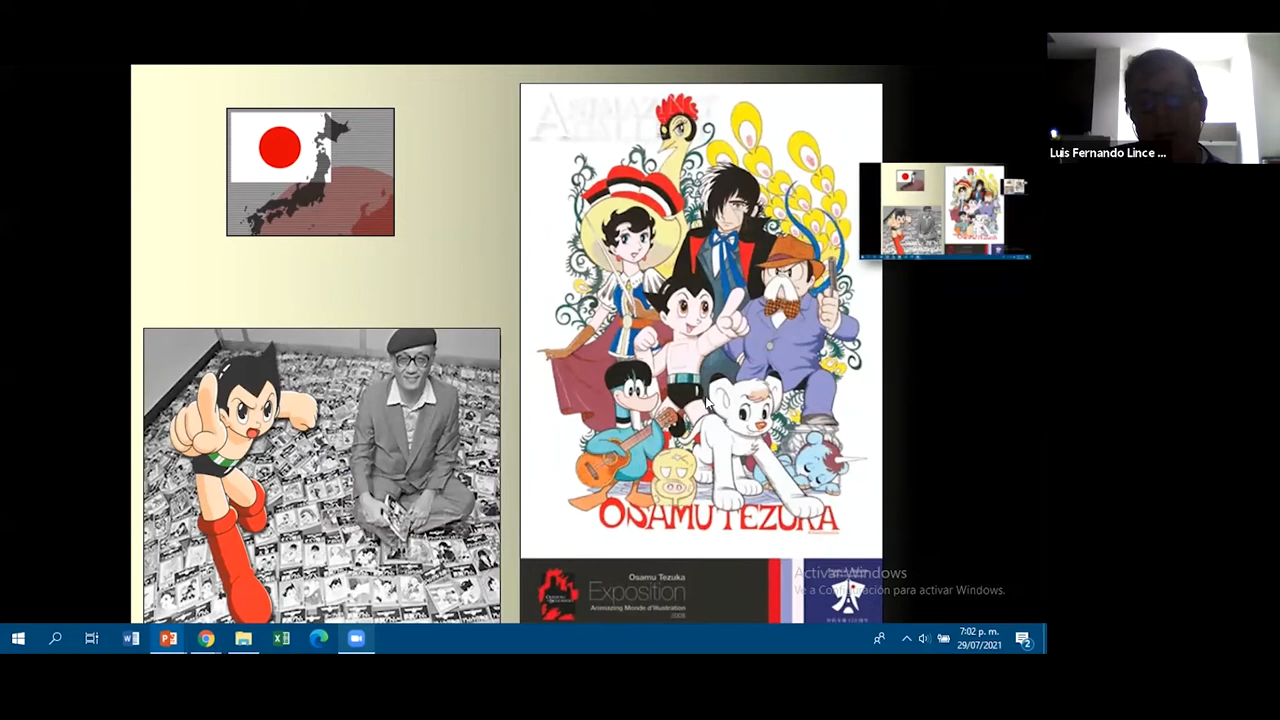 Luis Fernando Lince ...
OSAMU TEZUKA
Osamu Tezuka
Exposition
Animazing Monde d'Illustration
Activar Windows
Ve a Configuración para activar Windows.
7:02 p. m.
29/07/2021
2